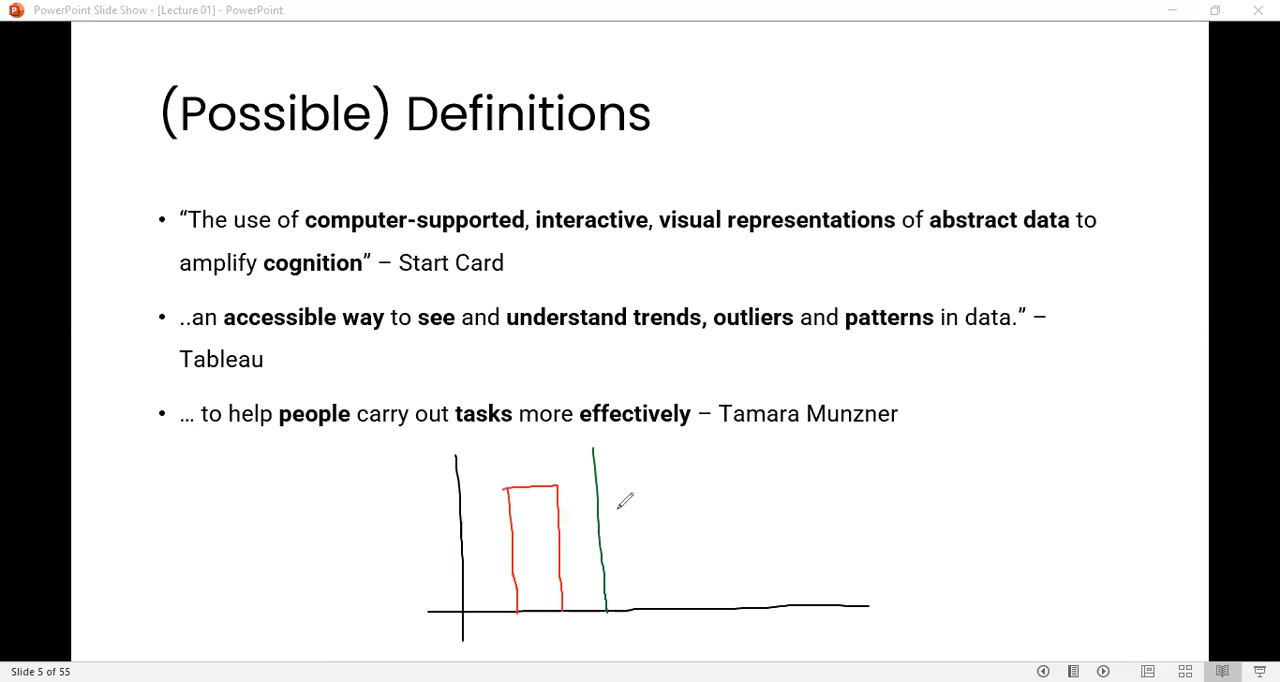 PowerPoint Slide Show - [Lecture 01] - PowerPoint
(Possible) Definitions
• “The use of computer-supported, interactive, visual representations of abstract data to
amplify cognition” – Start Card
• ..an accessible way to see and understand trends, outliers and patterns in data.” –
Tableau
• … to help people carry out tasks more effectively – Tamara Munzner
Slide 5 of 55